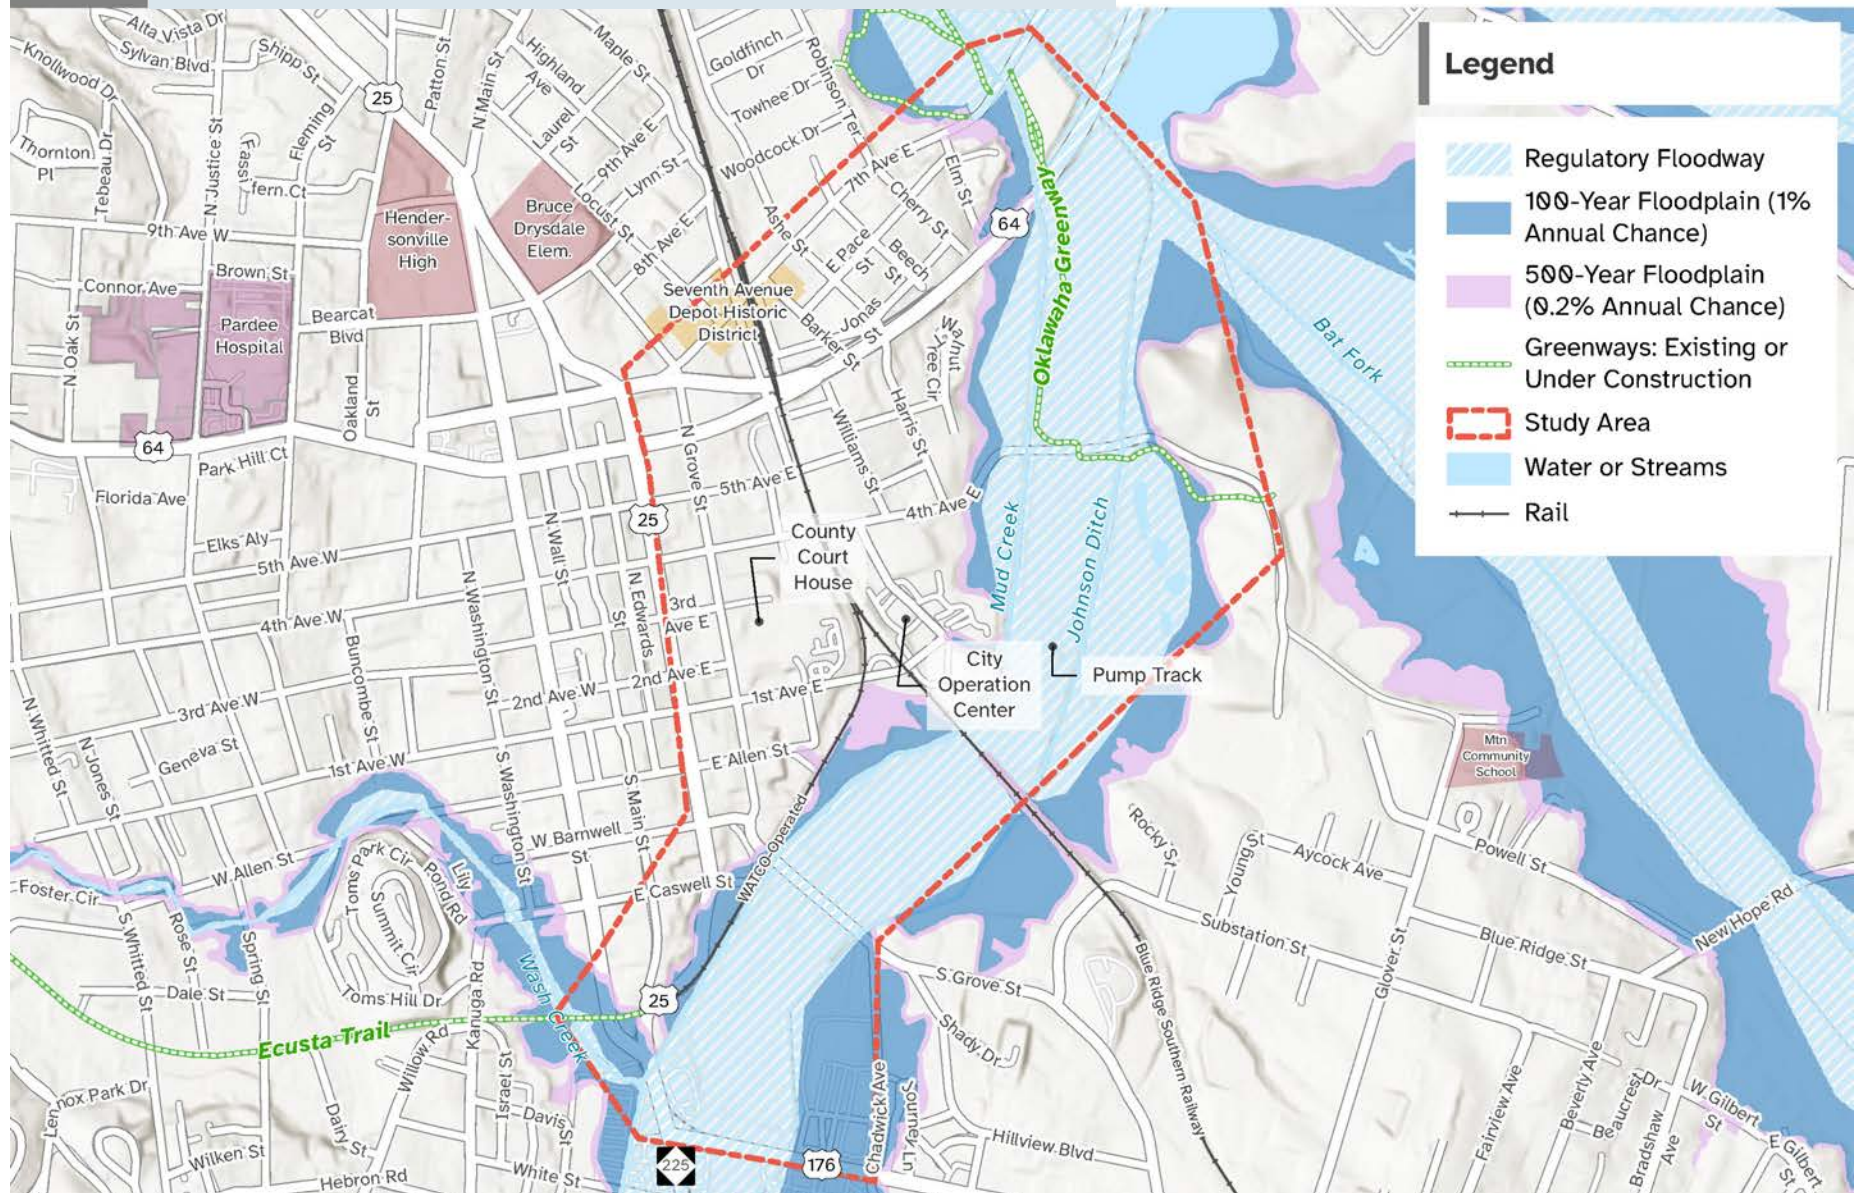 Legend
Regulatory Floodway
100-Year Floodplain (1%
Annual Chance)
500-Year Floodplain
(0.2% Annual Chance)
Greenways: Existing or
Under Construction
Study Area
Water or Streams
Rail
Alta Vista Dr
Sylvan Blvd
Knollwood Dr
Shipp St
25
Patton St
N Main St
Highland
Ave
Maple St
Goldfinch
Dr
Robinson Ter
Towhee Dr
Woodcock Dr
Laurel
St
9th Ave E
Lynn St
Locust St
8th Ave E
7th Ave E
Cherry St
Elm St
Ashe St
E Pace
St
Beech
St
Thornton
Pl
Tebeau Dr
N Justice St
Fassi
fern Ct
Fleming
St
9th Ave W
Hender-
sonville
High
Bruce
Drysdale
Elem.
64
Oklawaha Greenway
Brown St
Connor Ave
Bearcat
Blvd
Pardee
Hospital
N Oak St
Oakland
St
Seventh Avenue
Depot Historic
District
Barker St
Jonas
St
Walnut
Tree Cir
Harris St
Williams St
Bat Fork
64
Park Hill Ct
Florida Ave
N Grove St
5th Ave E
4th Ave E
25
Elks Aly
5th Ave W
4th Ave W
N Wall St
N Washington St
N Edwards
St
County
Court
House
3rd
Ave E
Mud Creek
Johnson Ditch
Buncombe St
2nd Ave W
2nd Ave E
1st Ave E
City
Operation
Center
Pump Track
3rd Ave W
N Whitted St
N Jones St
Geneva St
1st Ave W
S Washington St
S Main St
E Allen St
Mtn
Community
School
W Barnwell
St
WATCO Operated
W Allen St
Foster Cir
Toms Park Cir
Summit Cir
Lily
Pond Rd
E Caswell St
Rocky St
Young St
Aycock Ave
Powell St
New Hope Rd
S Whitted St
Rose St
Spring St
Dale St
Toms Hill Dr
Kanuga Rd
Wash Creek
25
S Grove St
Substation St
Blue Ridge St
Glover St
Ecusta Trail
Willow Rd
Israel St
Davis
St
Shady Dr
Blue Ridge Southern Railway
Chadwick Ave
Journey Ln
Hillview Blvd
Fairview Ave
Beverly Ave
Beaucrest Dr
Bradshaw
Ave
W Gilbert
St
E Gilbert
St
Lennox Park Dr
Dairy St
Wilken St
Hebron Rd
White St
225
176